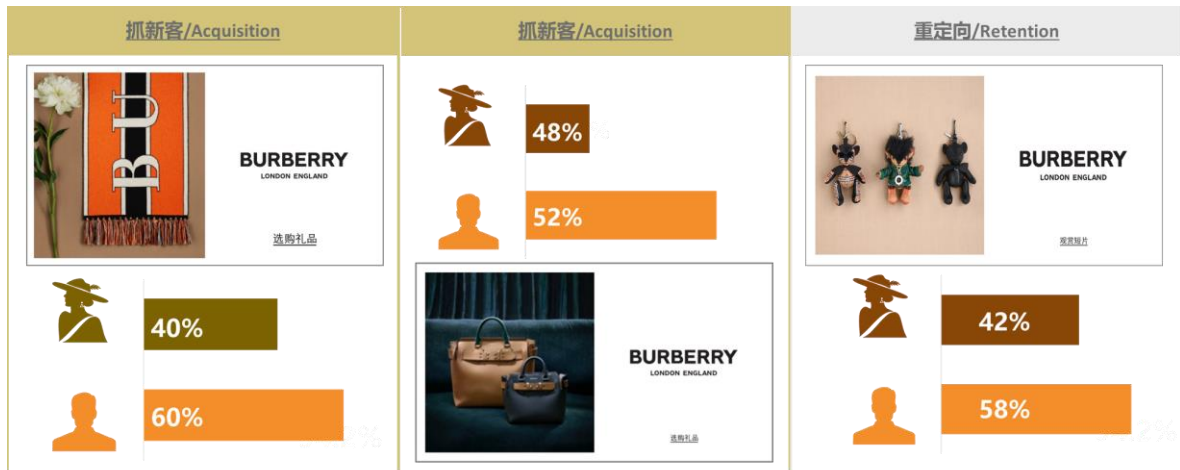 抓新客/Acquisition
BU
BURBERRY
LONDON ENGLAND
选购礼品
40%
60%
抓新客/Acquisition
48%
52%
BURBERRY
LONDON ENGLAND
选购礼品
重定向/Retention
BURBERRY
LONDON ENGLAND
观赏短片
42%
58%